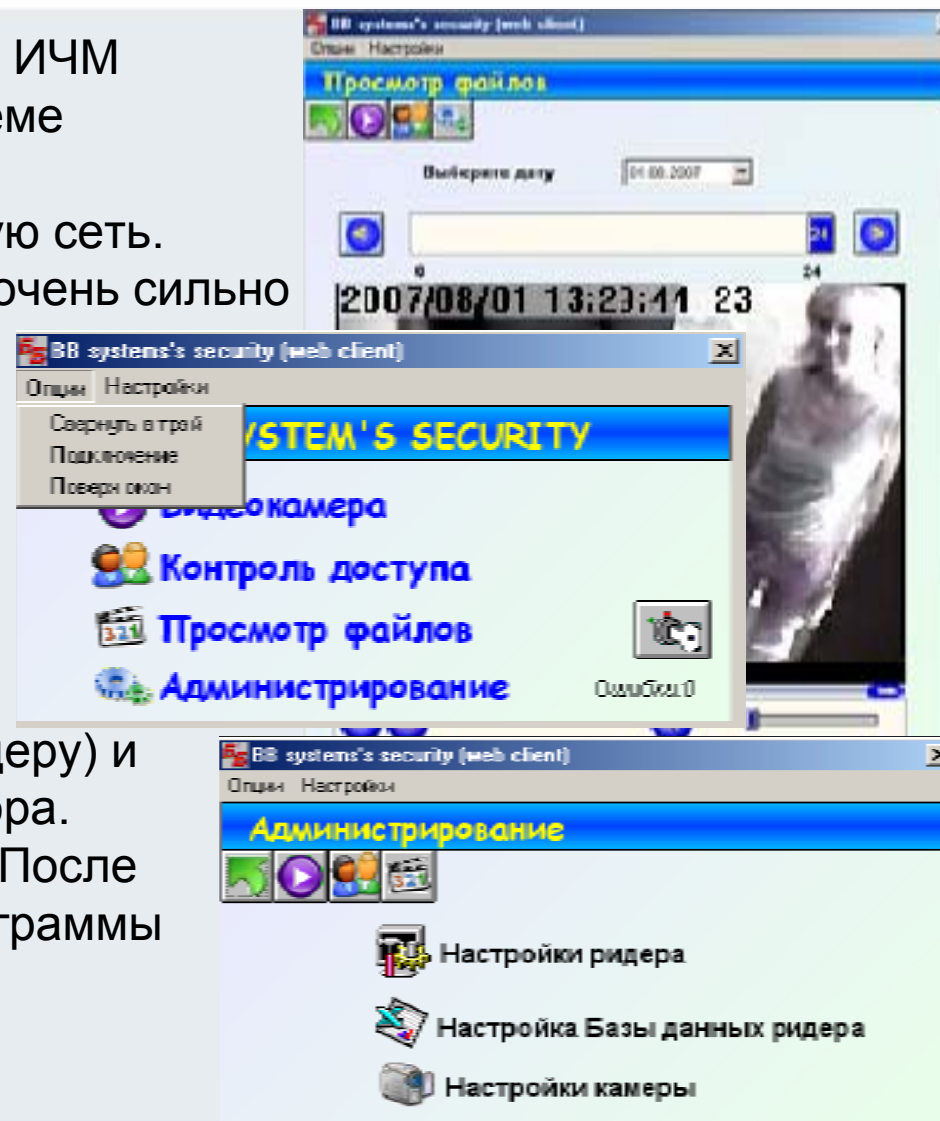 ИЧМ
еме
ую сеть.
очень сильно
деру) и
ора.
После
граммы
BB systems's security (web client)
Опции Настройки
Просмотр файлов
Выберите дату 01.08.2007
24
0 24
2007/08/01 13:23:41 23
BB systems's security (web client)
Опции Настройки
Свернуть в трей
Подключение
Поверх окон
YSTEM'S SECURITY
Видеокамера
Контроль доступа
Просмотр файлов
Администрирование
Ошибки:0
BB systems's security (web client)
Опции Настройки
Администрирование
Настройки ридера
Настройка Базы данных ридера
Настройки камеры